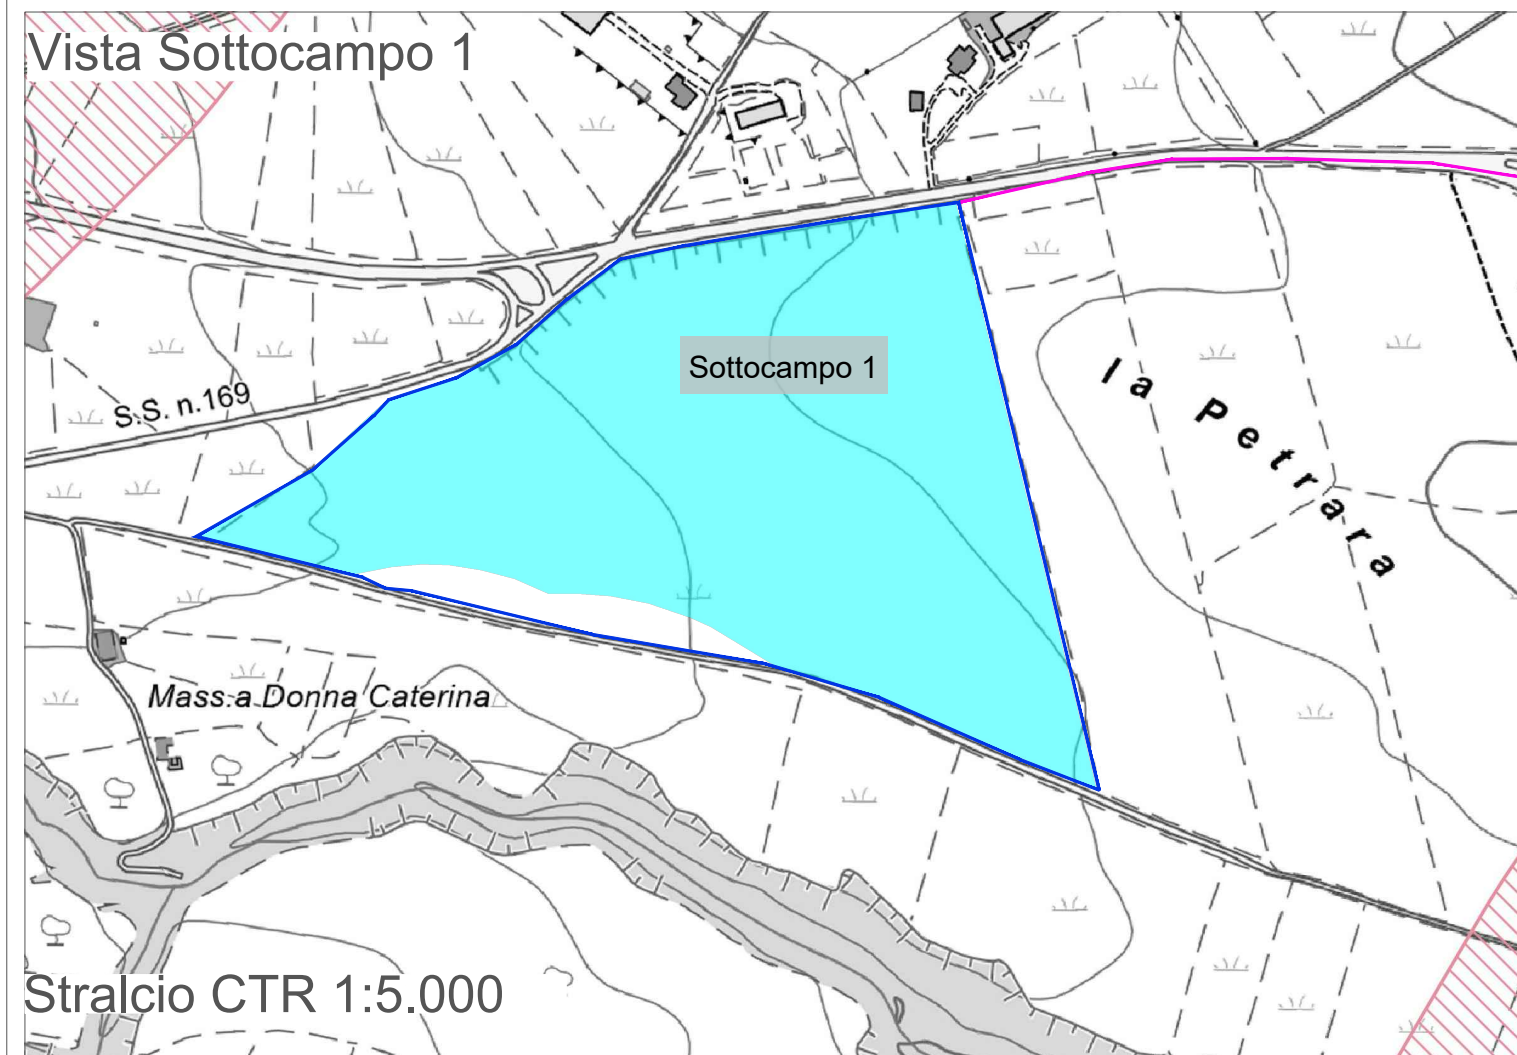 Vista Sottocampo 1
Sottocampo 1
S.S. n.169
la Petrara
Mass.a Donna Caterina
Stralcio CTR 1:5.000